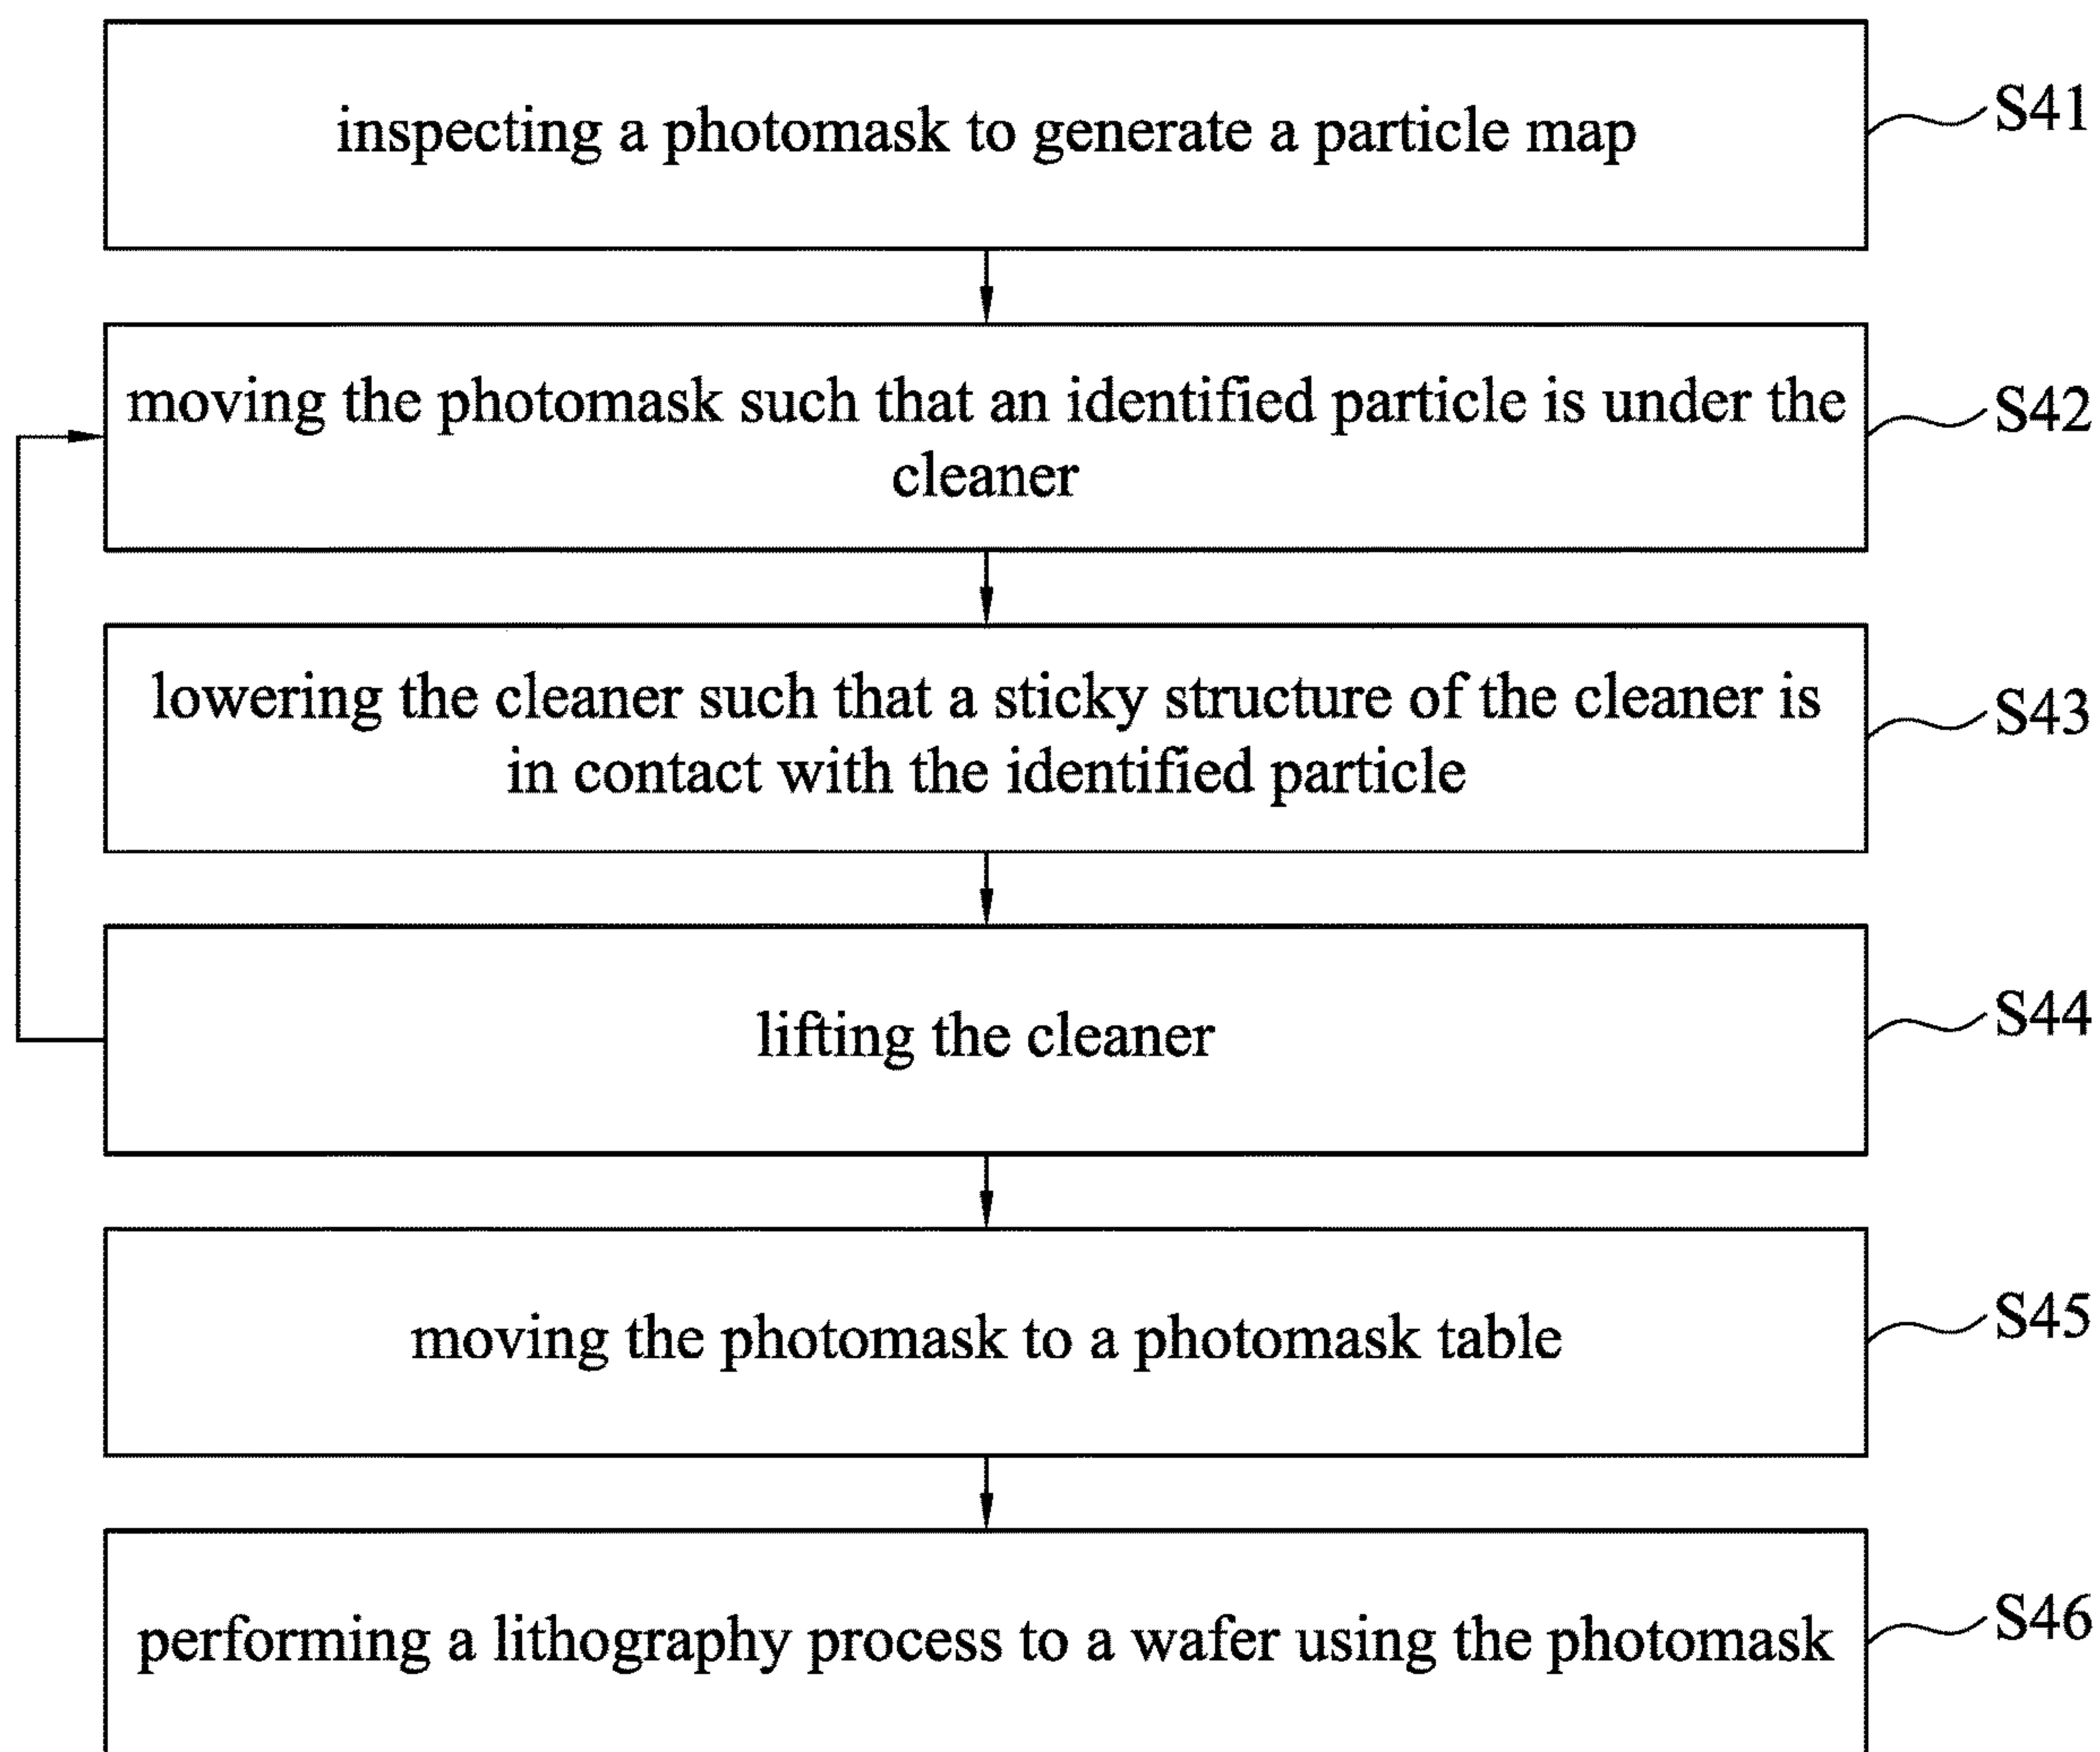 inspecting a photomask to generate a particle map
S41
moving the photomask such that an identified particle is under the
cleaner
S42
lowering the cleaner such that a sticky structure of the cleaner is
in contact with the identified particle
S43
lifting the cleaner
S44
moving the photomask to a photomask table
S45
performing a lithography process to a wafer using the photomask
S46